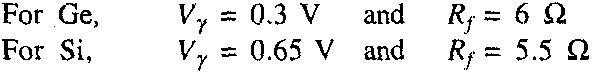 For Ge, Vγ = 0.3 V and Rf = 6 Ω
For Si, Vγ = 0.65 V and Rf = 5.5 Ω